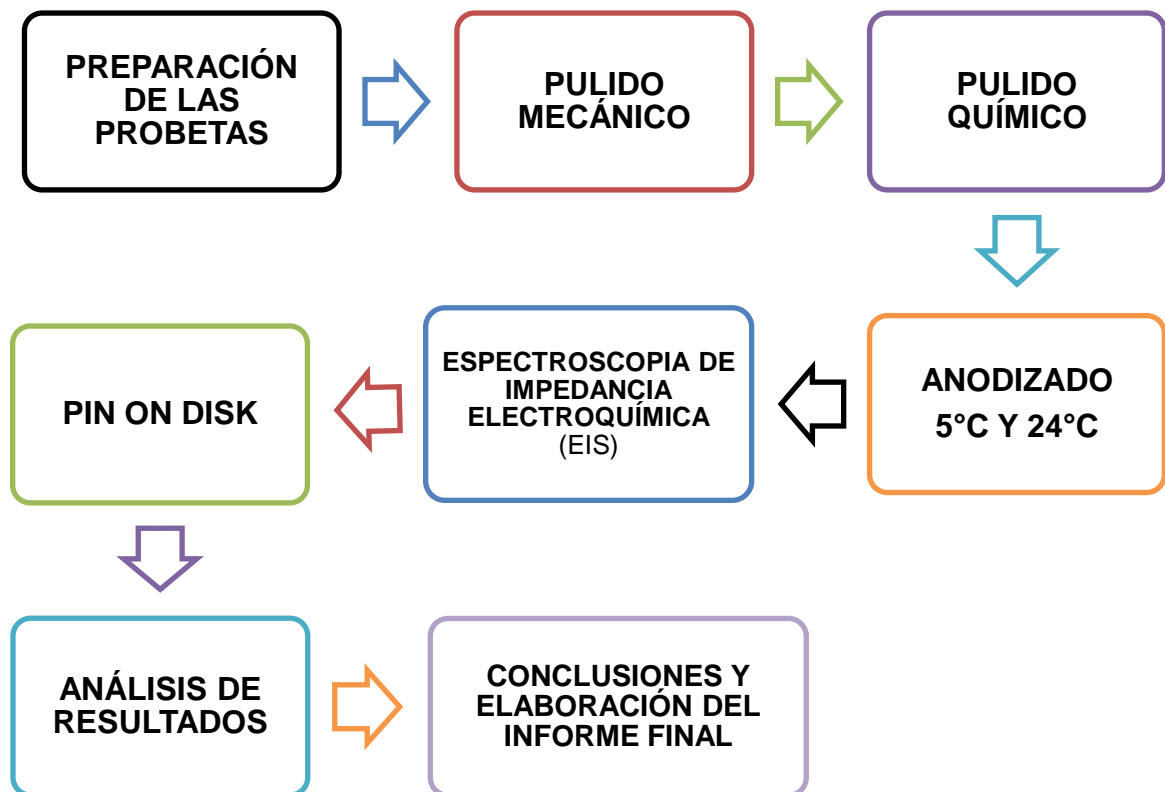 PREPARACIÓN
DE LAS
PROBETAS
PULIDO
MECÁNICO
PULIDO
QUÍMICO
ANODIZADO
5°C Y 24°C
ESPECTROSCOPIA DE
IMPEDANCIA
ELECTROQUÍMICA
(EIS)
PIN ON DISK
ANÁLISIS DE
RESULTADOS
CONCLUSIONES Y
ELABORACIÓN DEL
INFORME FINAL